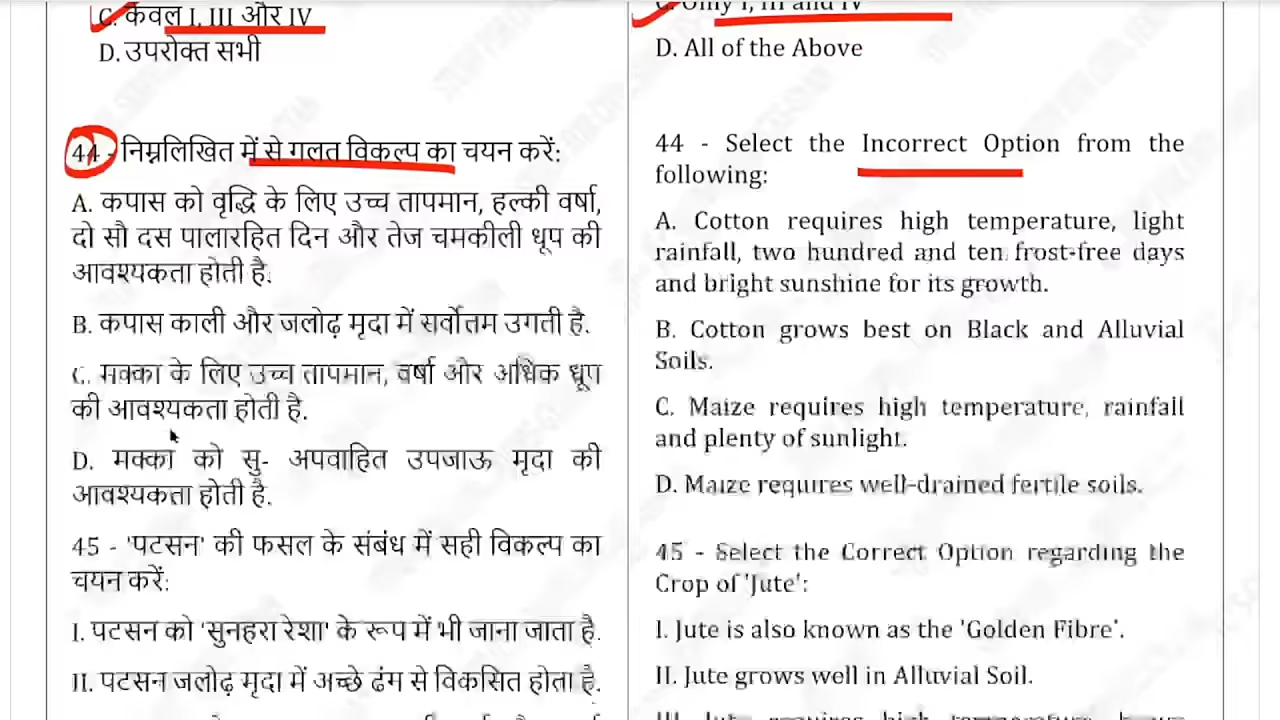 C. केवल I, III और IV
D. उपरोक्त सभी
44 - निम्नलिखित में से गलत विकल्प का चयन करें:
A. कपास को वृद्धि के लिए उच्च तापमान, हल्की वर्षा,
दो सौ दस पालारहित दिन और तेज चमकीली धूप की
आवश्यकता होती है.
B. कपास काली और जलोढ़ मृदा में सर्वोतम उगती है.
C. मक्का के लिए उच्च तापमान, वर्षा और अधिक धूप
की आवश्यकता होती है.
D. मक्का को सु- अपवाहित उपजाऊ मृदा की
आवश्यकता होती है.
45 - 'पटसन' की फसल के संबंध में सही विकल्प का
चयन करें:
I. पटसन को 'सुनहरा रेशा' के रूप में भी जाना जाता है.
II. पटसन जलोढ़ मृदा में अच्छे ढंग से विकसित होता है.
C. Only I, III and IV
D. All of the Above
44 - Select the Incorrect Option from the
following:
A. Cotton requires high temperature, light
rainfall, two hundred and ten frost-free days
and bright sunshine for its growth.
B. Cotton grows best on Black and Alluvial
Soils.
C. Maize requires high temperature, rainfall
and plenty of sunlight.
D. Maize requires well-drained fertile soils.
45 - Select the Correct Option regarding the
Crop of 'Jute':
I. Jute is also known as the 'Golden Fibre'.
II. Jute grows well in Alluvial Soil.
III. Jute requires high temperature, heavy